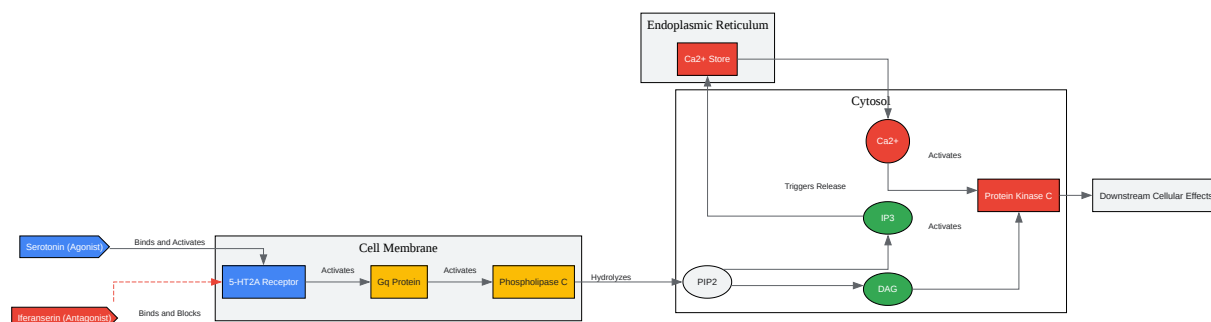 Endoplasmic Reticulum
Ca2+ Store
Cytosol
Ca2+
Activates
Triggers Release
Protein Kinase C
Downstream Cellular Effects
IP3
Activates
Cell Membrane
Serotonin (Agonist)
Binds and Activates
5-HT2A Receptor
Activates
Gq Protein
Activates
Phospholipase C
Hydrolyzes
PIP2
DAG
Iferanserin (Antagonist)
Binds and Blocks